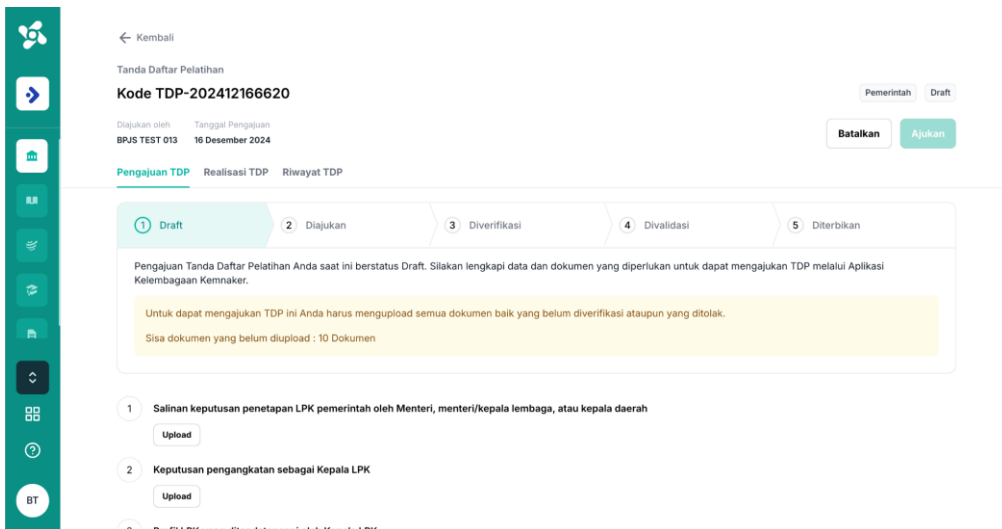 Kembali
Tanda Daftar Pelatihan
Kode TDP-202412166620
Pemerintah Draft
Diajukan oleh Tanggal Pengajuan
BPJS TEST 013 16 Desember 2024
Batalkan Ajukan
Pengajuan TDP Realisasi TDP Riwayat TDP
1 Draft 2 Diajukan 3 Diverifikasi 4 Divalidasi 5 Diterbikan
Pengajuan Tanda Daftar Pelatihan Anda saat ini berstatus Draft. Silakan lengkapi data dan dokumen yang diperlukan untuk dapat mengajukan TDP melalui Aplikasi
Kelembagaan Kemnaker.
Untuk dapat mengajukan TDP ini Anda harus mengupload semua dokumen baik yang belum diverifikasi ataupun yang ditolak.
Sisa dokumen yang belum diupload : 10 Dokumen
1 Salinan keputusan penetapan LPK pemerintah oleh Menteri, menteri/kepala lembaga, atau kepala daerah
Upload
2 Keputusan pengangkatan sebagai Kepala LPK
Upload
BT